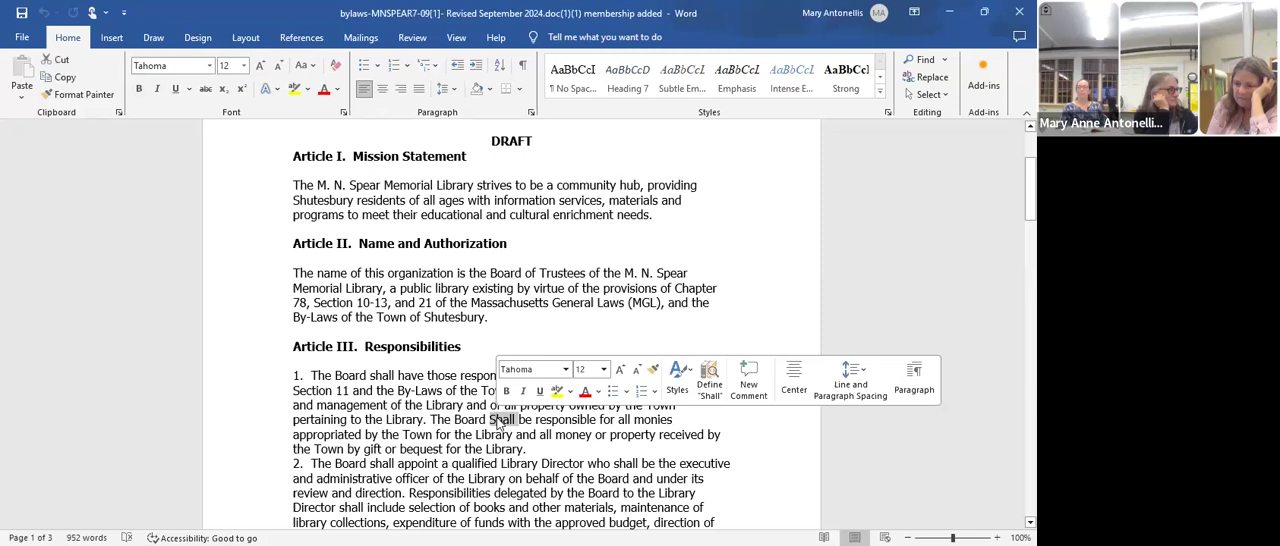 bylaws-MNSPEAR7-09[1]- Revised September 2024.doc(1)(1) membership added - Word
Mary Antonellis
MA
File
Home
Insert
Draw
Design
Layout
References
Mailings
Review
View
Help
Tell me what you want to do
Paste
Cut
Copy
Format Painter
Clipboard
Tahoma
12
Font
Paragraph
AaBbCcI
¶ No Spac...
AaBbCcD
Heading 7
AaBbCcI
Subtle Em...
AaBbCcI
Emphasis
AaBbCcI
Intense E...
AaBbCc
Strong
Styles
Find
Replace
Select
Editing
Add-ins
Add-ins
Mary Anne Antonelli...
DRAFT
Article I. Mission Statement
The M. N. Spear Memorial Library strives to be a community hub, providing
Shutesbury residents of all ages with information services, materials and
programs to meet their educational and cultural enrichment needs.
Article II. Name and Authorization
The name of this organization is the Board of Trustees of the M. N. Spear
Memorial Library, a public library existing by virtue of the provisions of Chapter
78, Section 10-13, and 21 of the Massachusetts General Laws (MGL), and the
By-Laws of the Town of Shutesbury.
Article III. Responsibilities
1. The Board shall have those respon
Section 11 and the By-Laws of the To
and management of the Library and of all property owned by the Town
pertaining to the Library. The Board Shall be responsible for all monies
appropriated by the Town for the Library and all money or property received by
the Town by gift or bequest for the Library.
2. The Board shall appoint a qualified Library Director who shall be the executive
and administrative officer of the Library on behalf of the Board and under its
review and direction. Responsibilities delegated by the Board to the Library
Director shall include selection of books and other materials, maintenance of
library collections, expenditure of funds with the approved budget, direction of
Tahoma
12
Styles
Define "Shall"
New Comment
Center
Line and Paragraph Spacing
Paragraph
Page 1 of 3
952 words
Accessibility: Good to go
100%